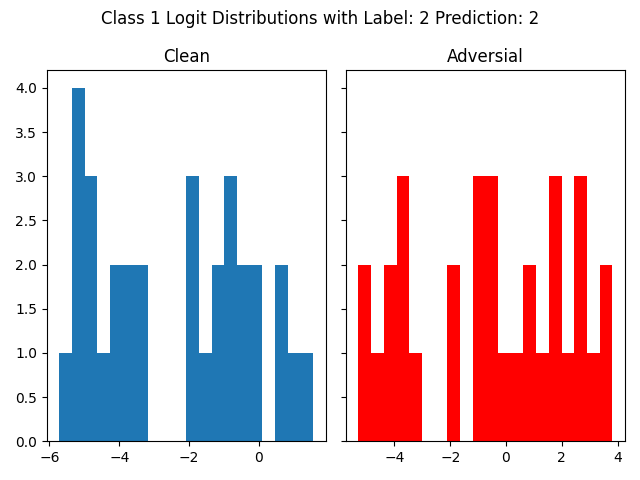 Class 1 Logit Distributions with Label: 2 Prediction: 2
Clean
Adversial
4.0
3.5
3.0
2.5
2.0
1.5
1.0
0.5
0.0
−6 −4 −2 0
−4 −2 0 2 4